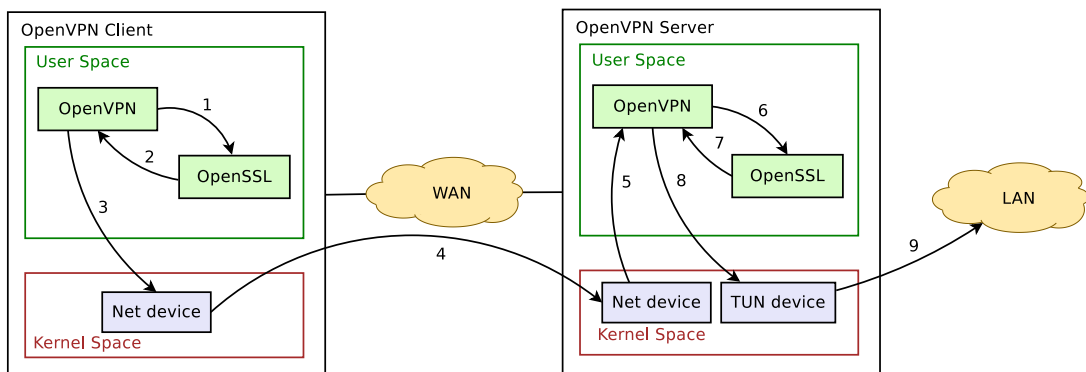 OpenVPN Client
User Space
OpenVPN
1
2
OpenSSL
3
Net device
Kernel Space
WAN
4
OpenVPN Server
User Space
OpenVPN
6
7
OpenSSL
5
8
Net device
TUN device
Kernel Space
9
LAN